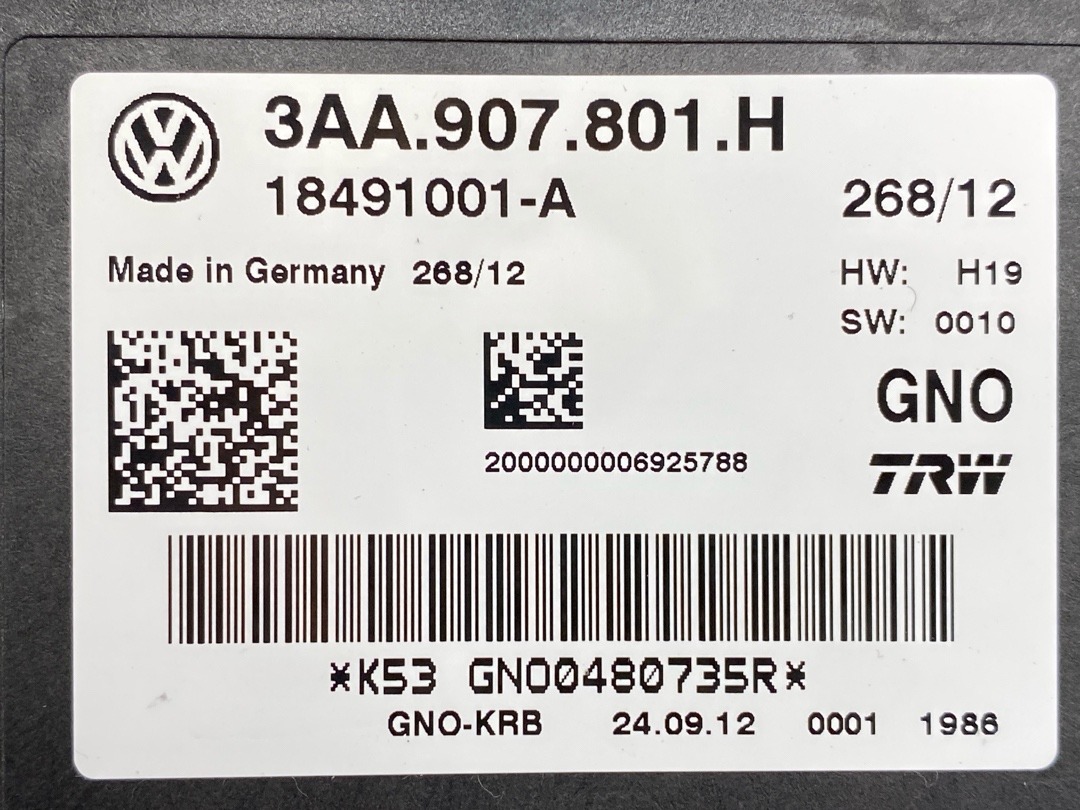 3AA.907.801.H
18491001-A 268/12
Made in Germany 268/12 HW: H19
SW: 0010
GNO
2000000006925788 TRW
*K53 GNO0480735R*
GNO-KRB 24.09.12 0001 1986